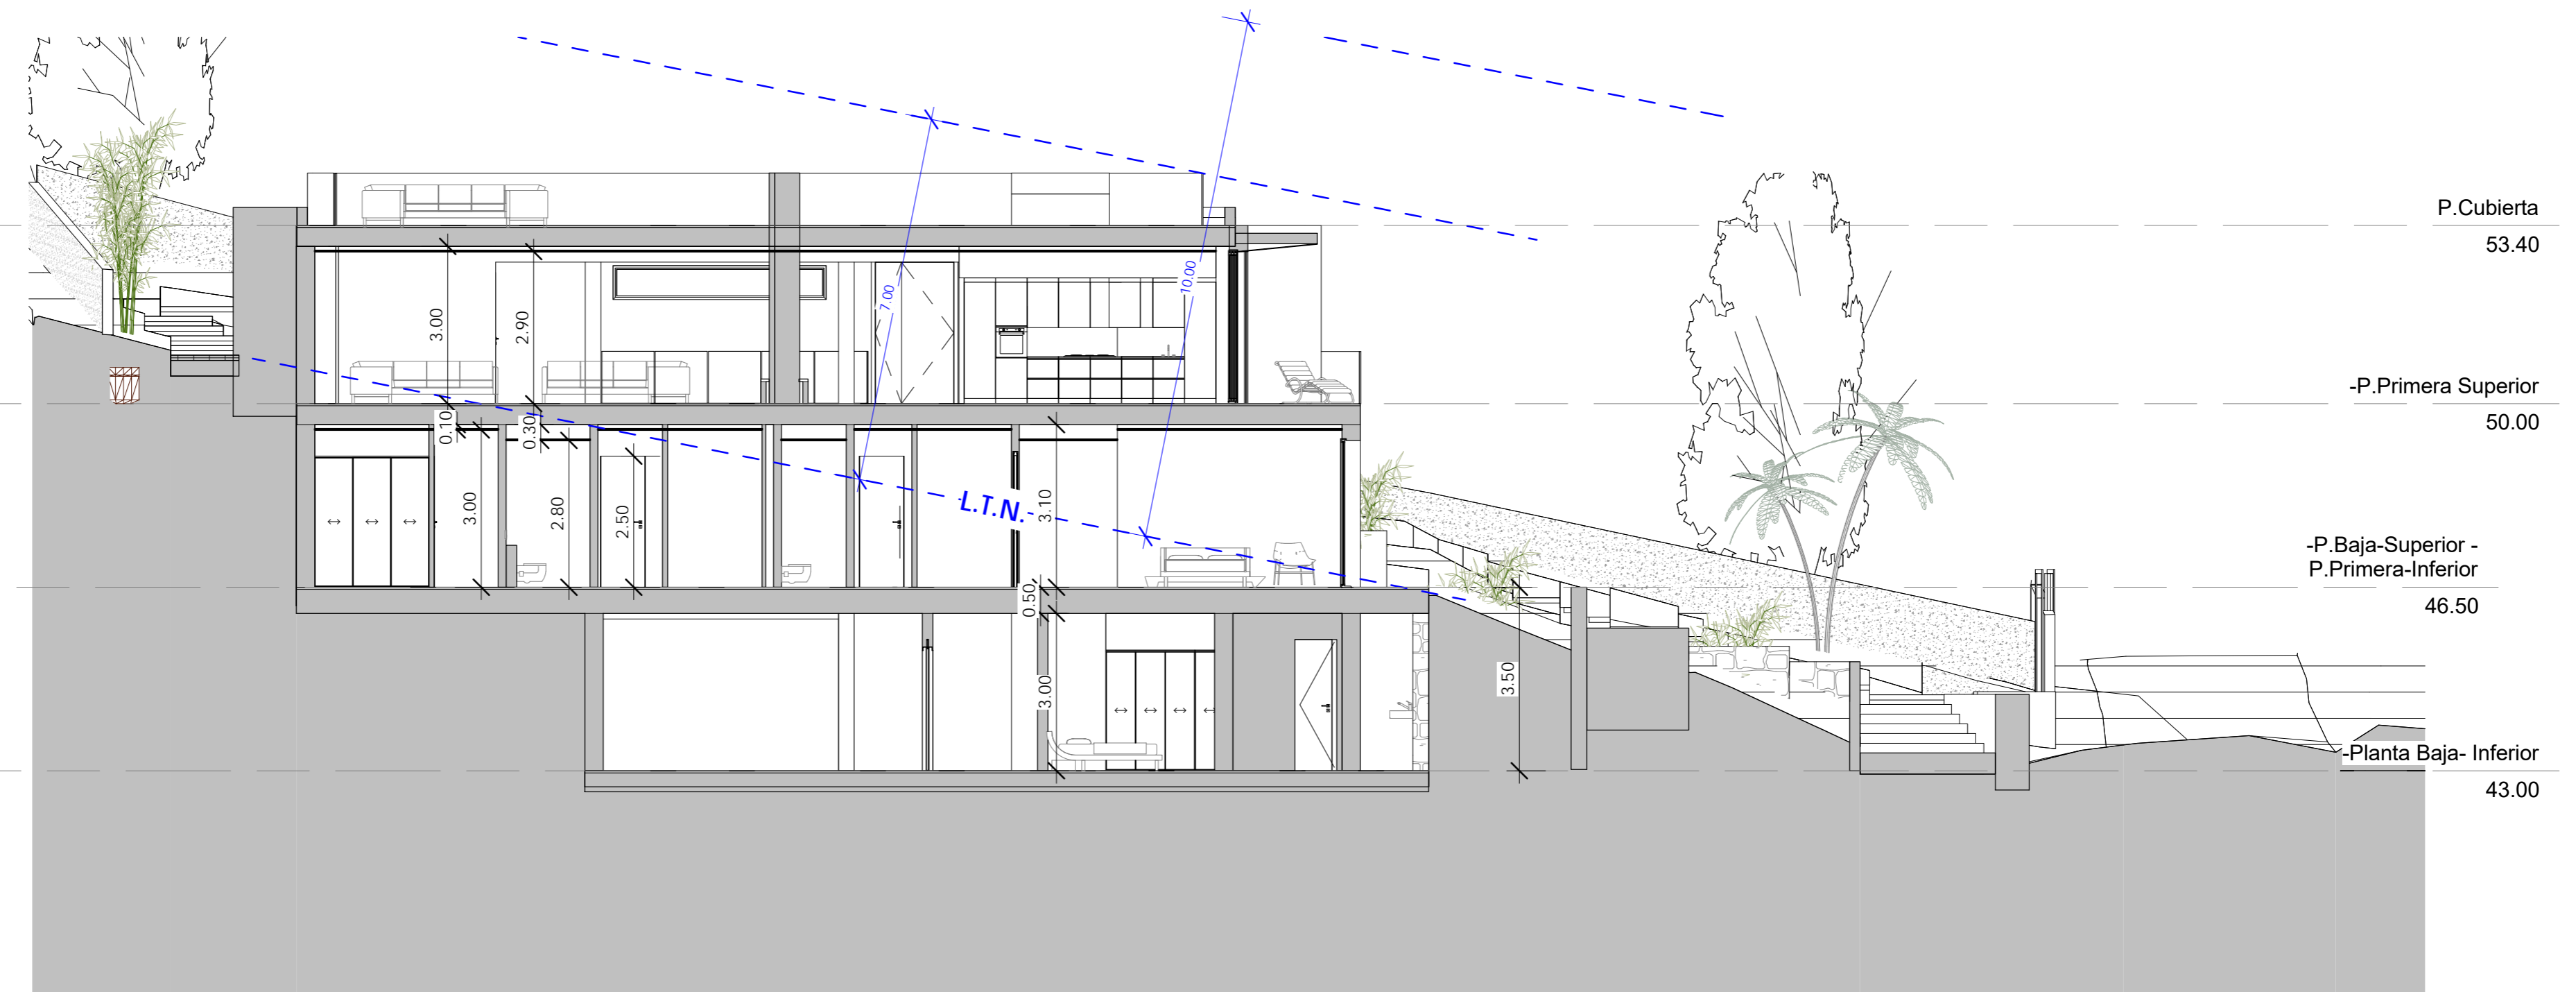 P.Cubierta
53.40
10.00
7.00
3.00
2.90
-P.Primera Superior
50.00
0.10
0.30
L.T.N.
3.00
2.80
2.50
3.10
-P.Baja-Superior -
P.Primera-Inferior
46.50
0.50
3.00
3.50
-Planta Baja- Inferior
43.00